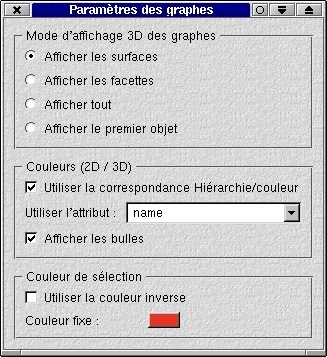 Paramètres des graphes
Mode d'affichage 3D des graphes
Afficher les surfaces
Afficher les facettes
Afficher tout
Afficher le premier objet
Couleurs (2D / 3D)
Utiliser la correspondance Hiérarchie/couleur
Utiliser l'attribut : name
Afficher les bulles
Couleur de sélection
Utiliser la couleur inverse
Couleur fixe :